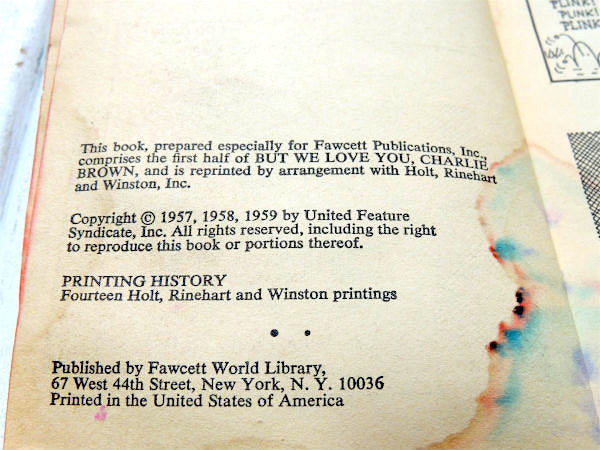 PLINK!
PLINK!
PLINK
This book, prepared especially for Fawcett Publications, Inc.,
comprises the first half of BUT WE LOVE YOU, CHARLIE
BROWN, and is reprinted by arrangement with Holt, Rinehart
and Winston, Inc.
Copyright © 1957, 1958, 1959 by United Feature
Syndicate, Inc. All rights reserved, including the right
to reproduce this book or portions thereof.
PRINTING HISTORY
Fourteen Holt, Rinehart and Winston printings
Published by Fawcett World Library,
67 West 44th Street, New York, N. Y. 10036
Printed in the United States of America